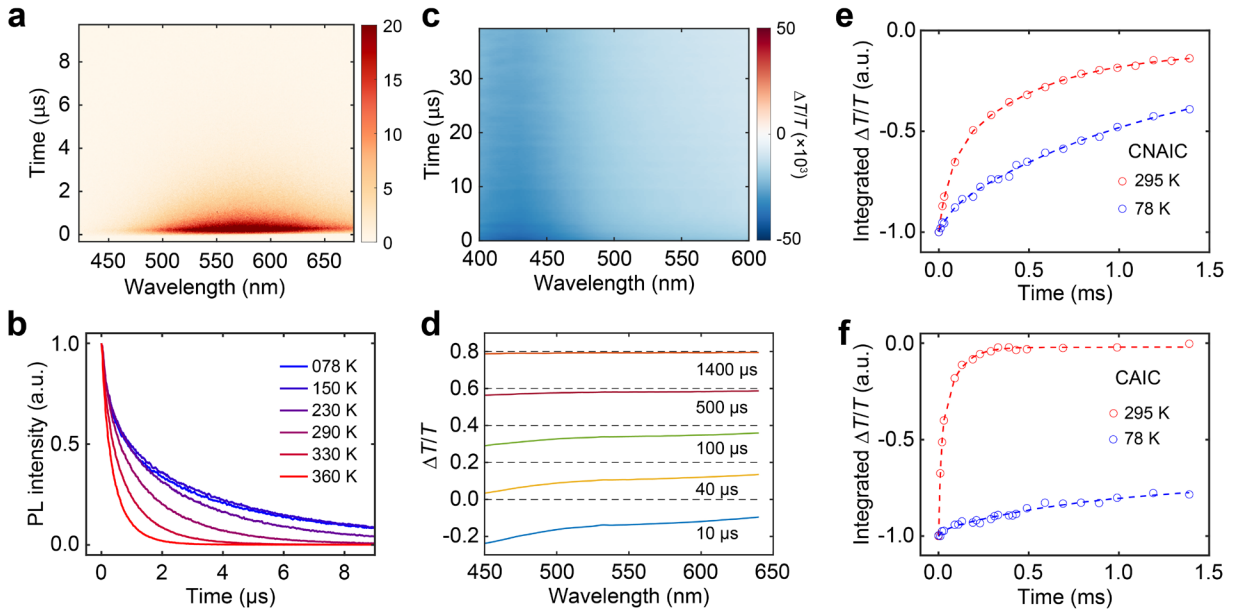 a
Time (μs)
8
6
4
2
0
450 500 550 600 650
Wavelength (nm)
20
15
10
5
0
c
Time (μs)
30
20
10
0
400 450 500 550 600
Wavelength (nm)
50
0
-50
ΔT/T (×10³)
e
Integrated ΔT/T (a.u.)
0.0
-0.5
-1.0
CNAIC
295 K
78 K
0.0 0.5 1.0 1.5
Time (ms)
b
PL intensity (a.u.)
1.0
0.5
0.0
078 K
150 K
230 K
290 K
330 K
360 K
0 2 4 6 8
Time (μs)
d
ΔT/T
0.8
0.6
0.4
0.2
0.0
-0.2
1400 μs
500 μs
100 μs
40 μs
10 μs
450 500 550 600 650
Wavelength (nm)
f
Integrated ΔT/T (a.u.)
0.0
-0.5
-1.0
CAIC
295 K
78 K
0.0 0.5 1.0 1.5
Time (ms)